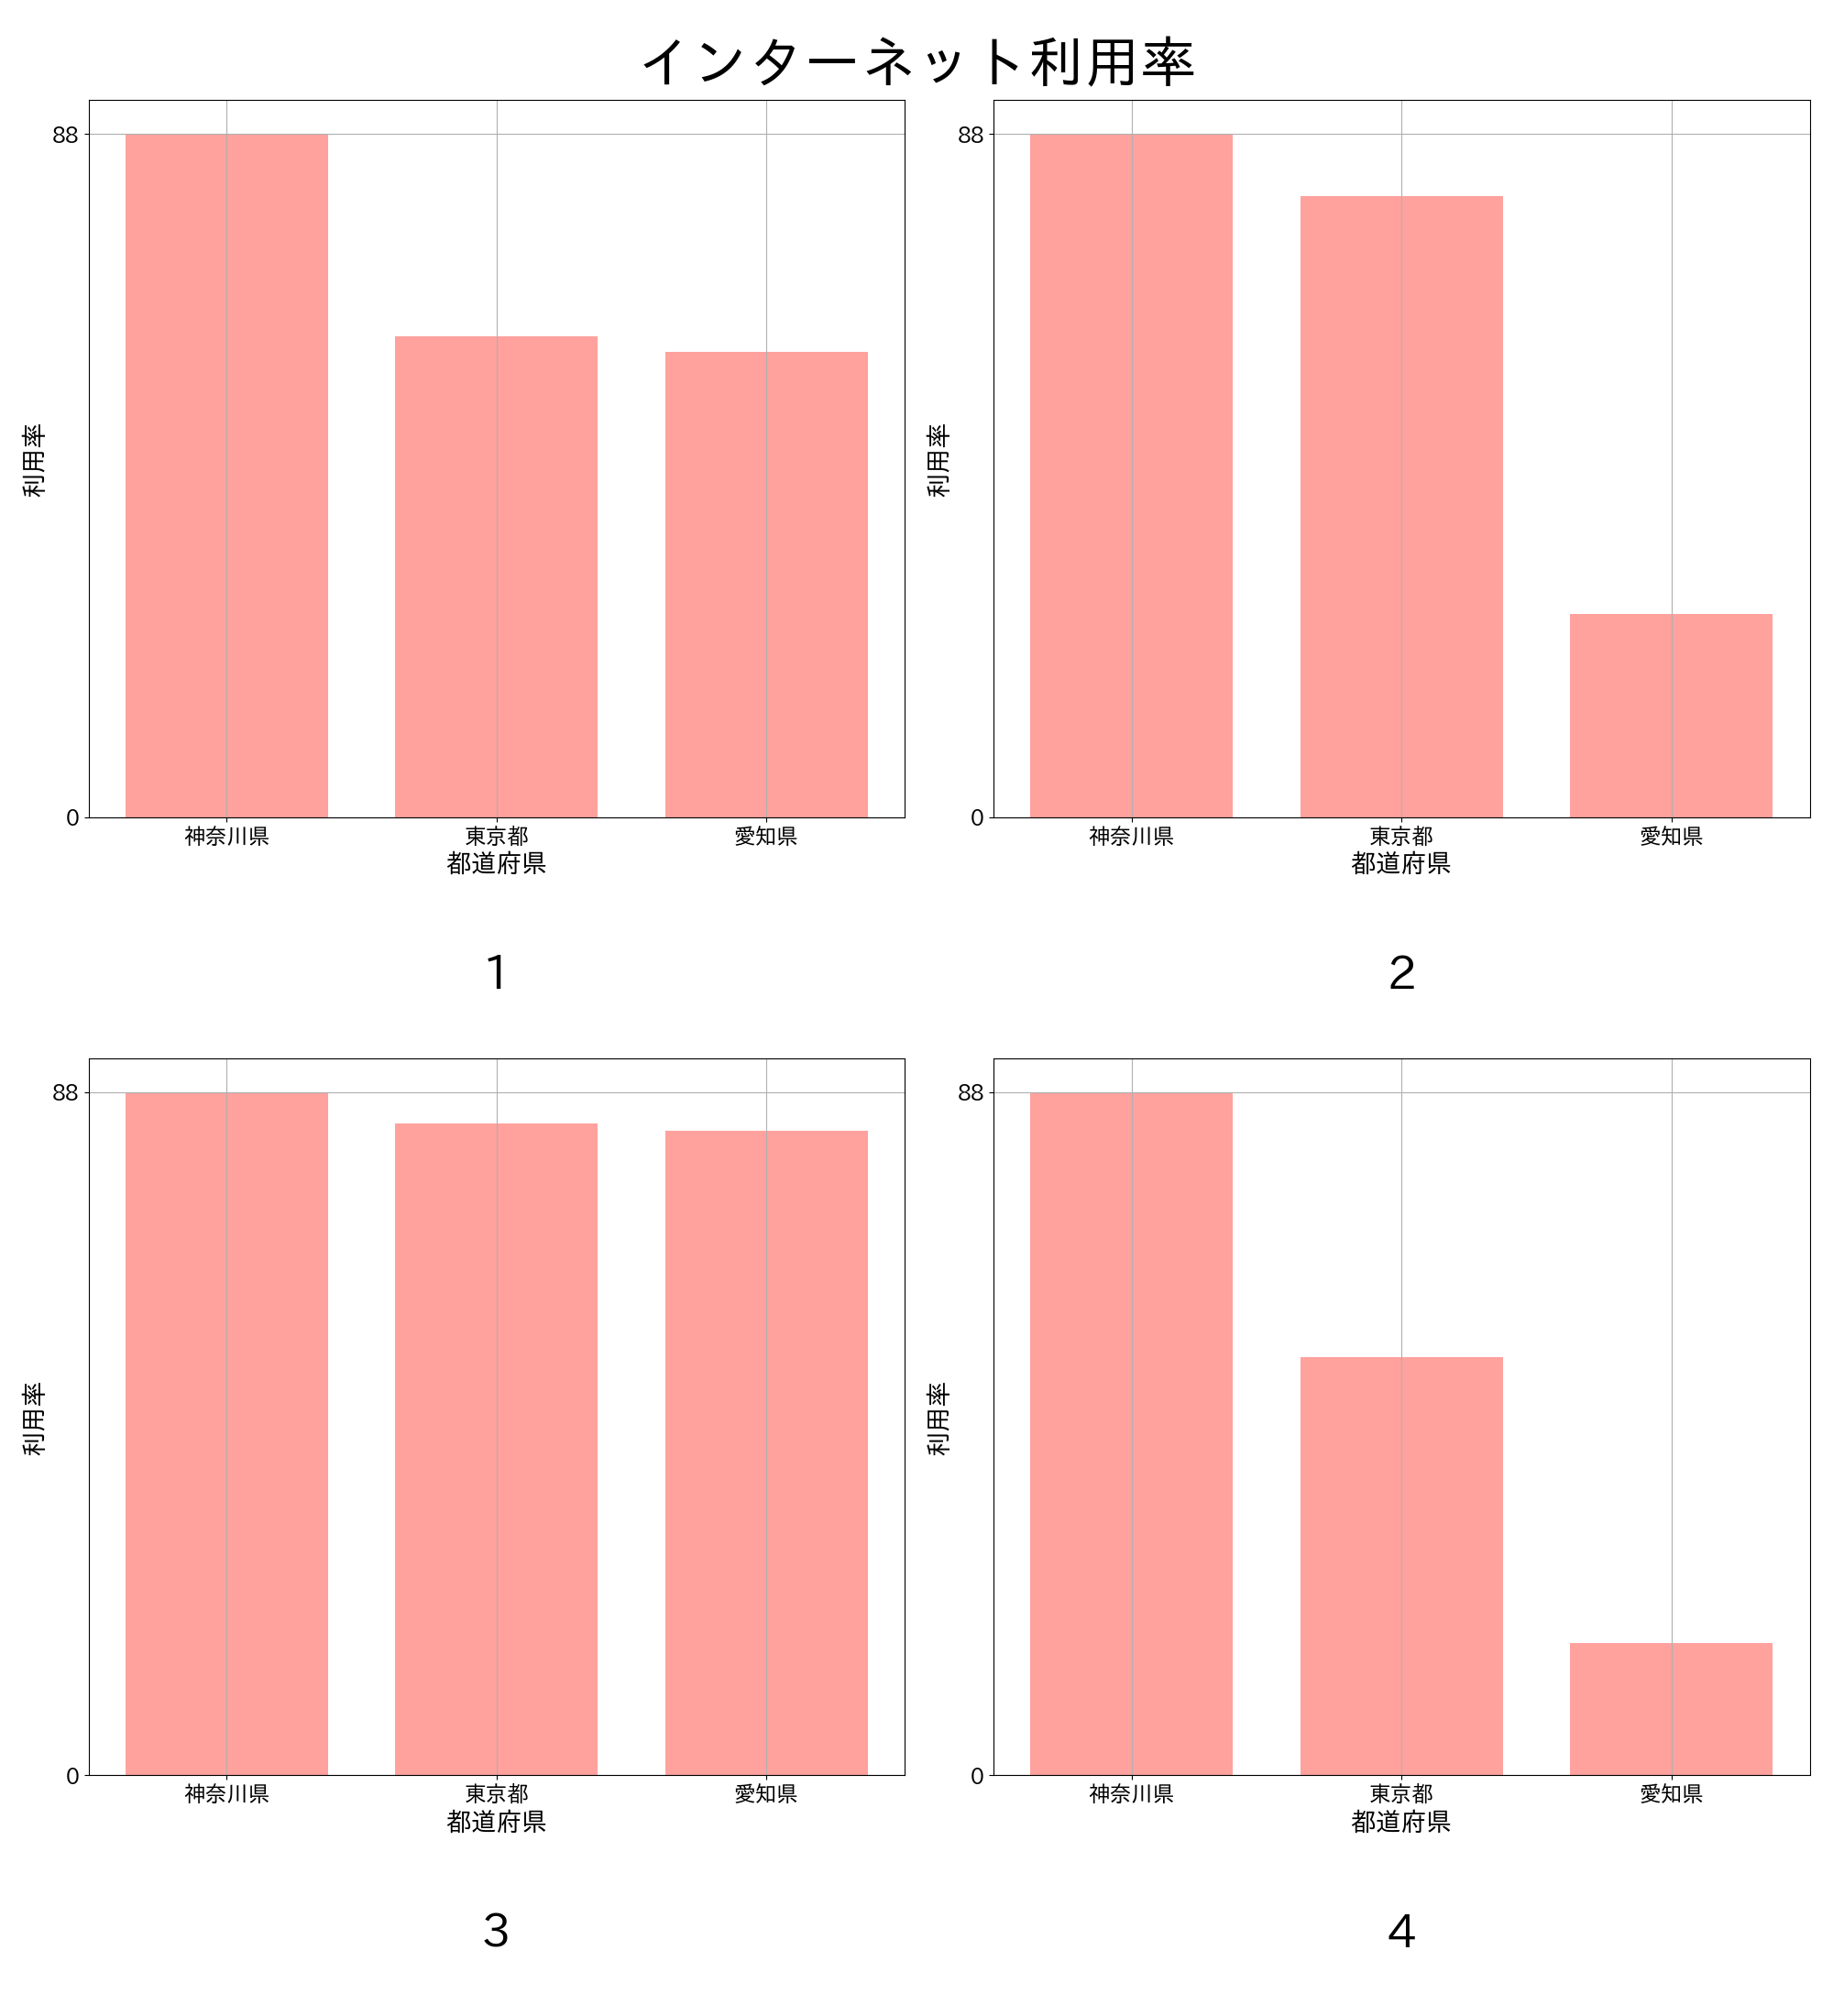 インターネット利用率
88
0
利用率
神奈川県 東京都 愛知県
都道府県
1
88
0
利用率
神奈川県 東京都 愛知県
都道府県
2
88
0
利用率
神奈川県 東京都 愛知県
都道府県
3
88
0
利用率
神奈川県 東京都 愛知県
都道府県
4